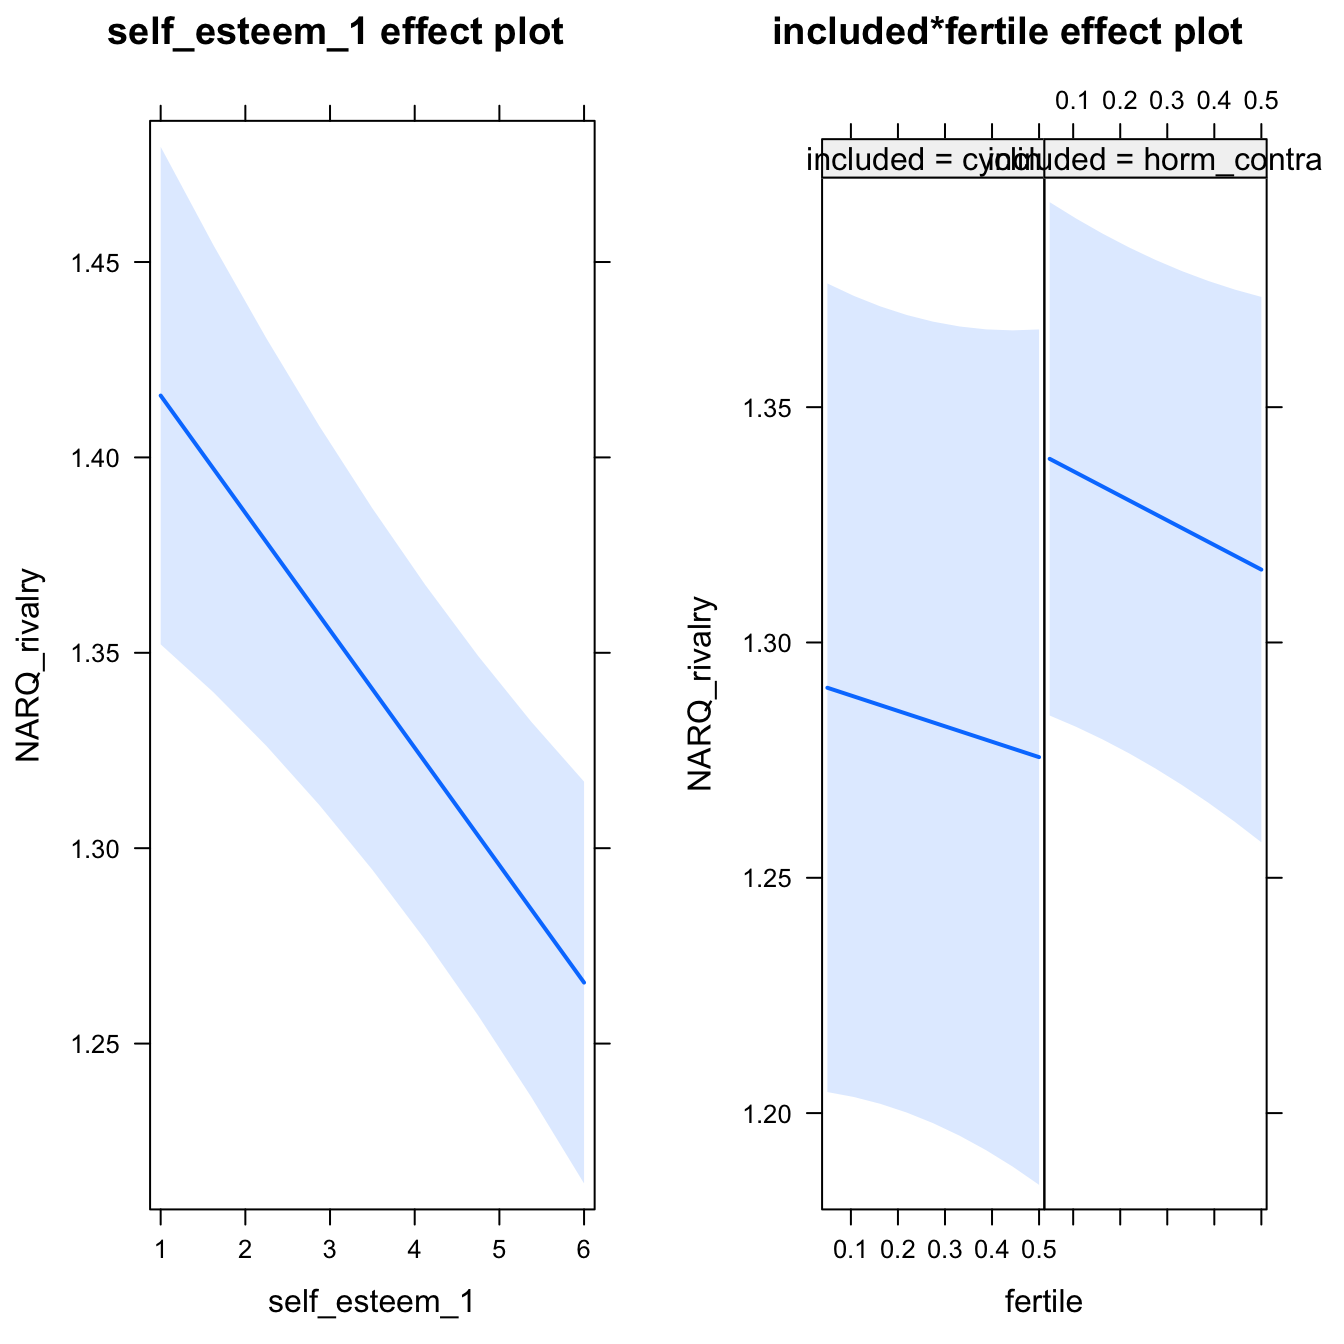 self_esteem_1 effect plot
1.45
1.40
1.35
1.30
1.25
NARQ_rivalry
1 2 3 4 5 6
self_esteem_1
included*fertile effect plot
0.1 0.2 0.3 0.4 0.5
included =
included = horm_contra
1.35
1.30
1.25
1.20
NARQ_rivalry
0.1 0.2 0.3 0.4 0.5
fertile